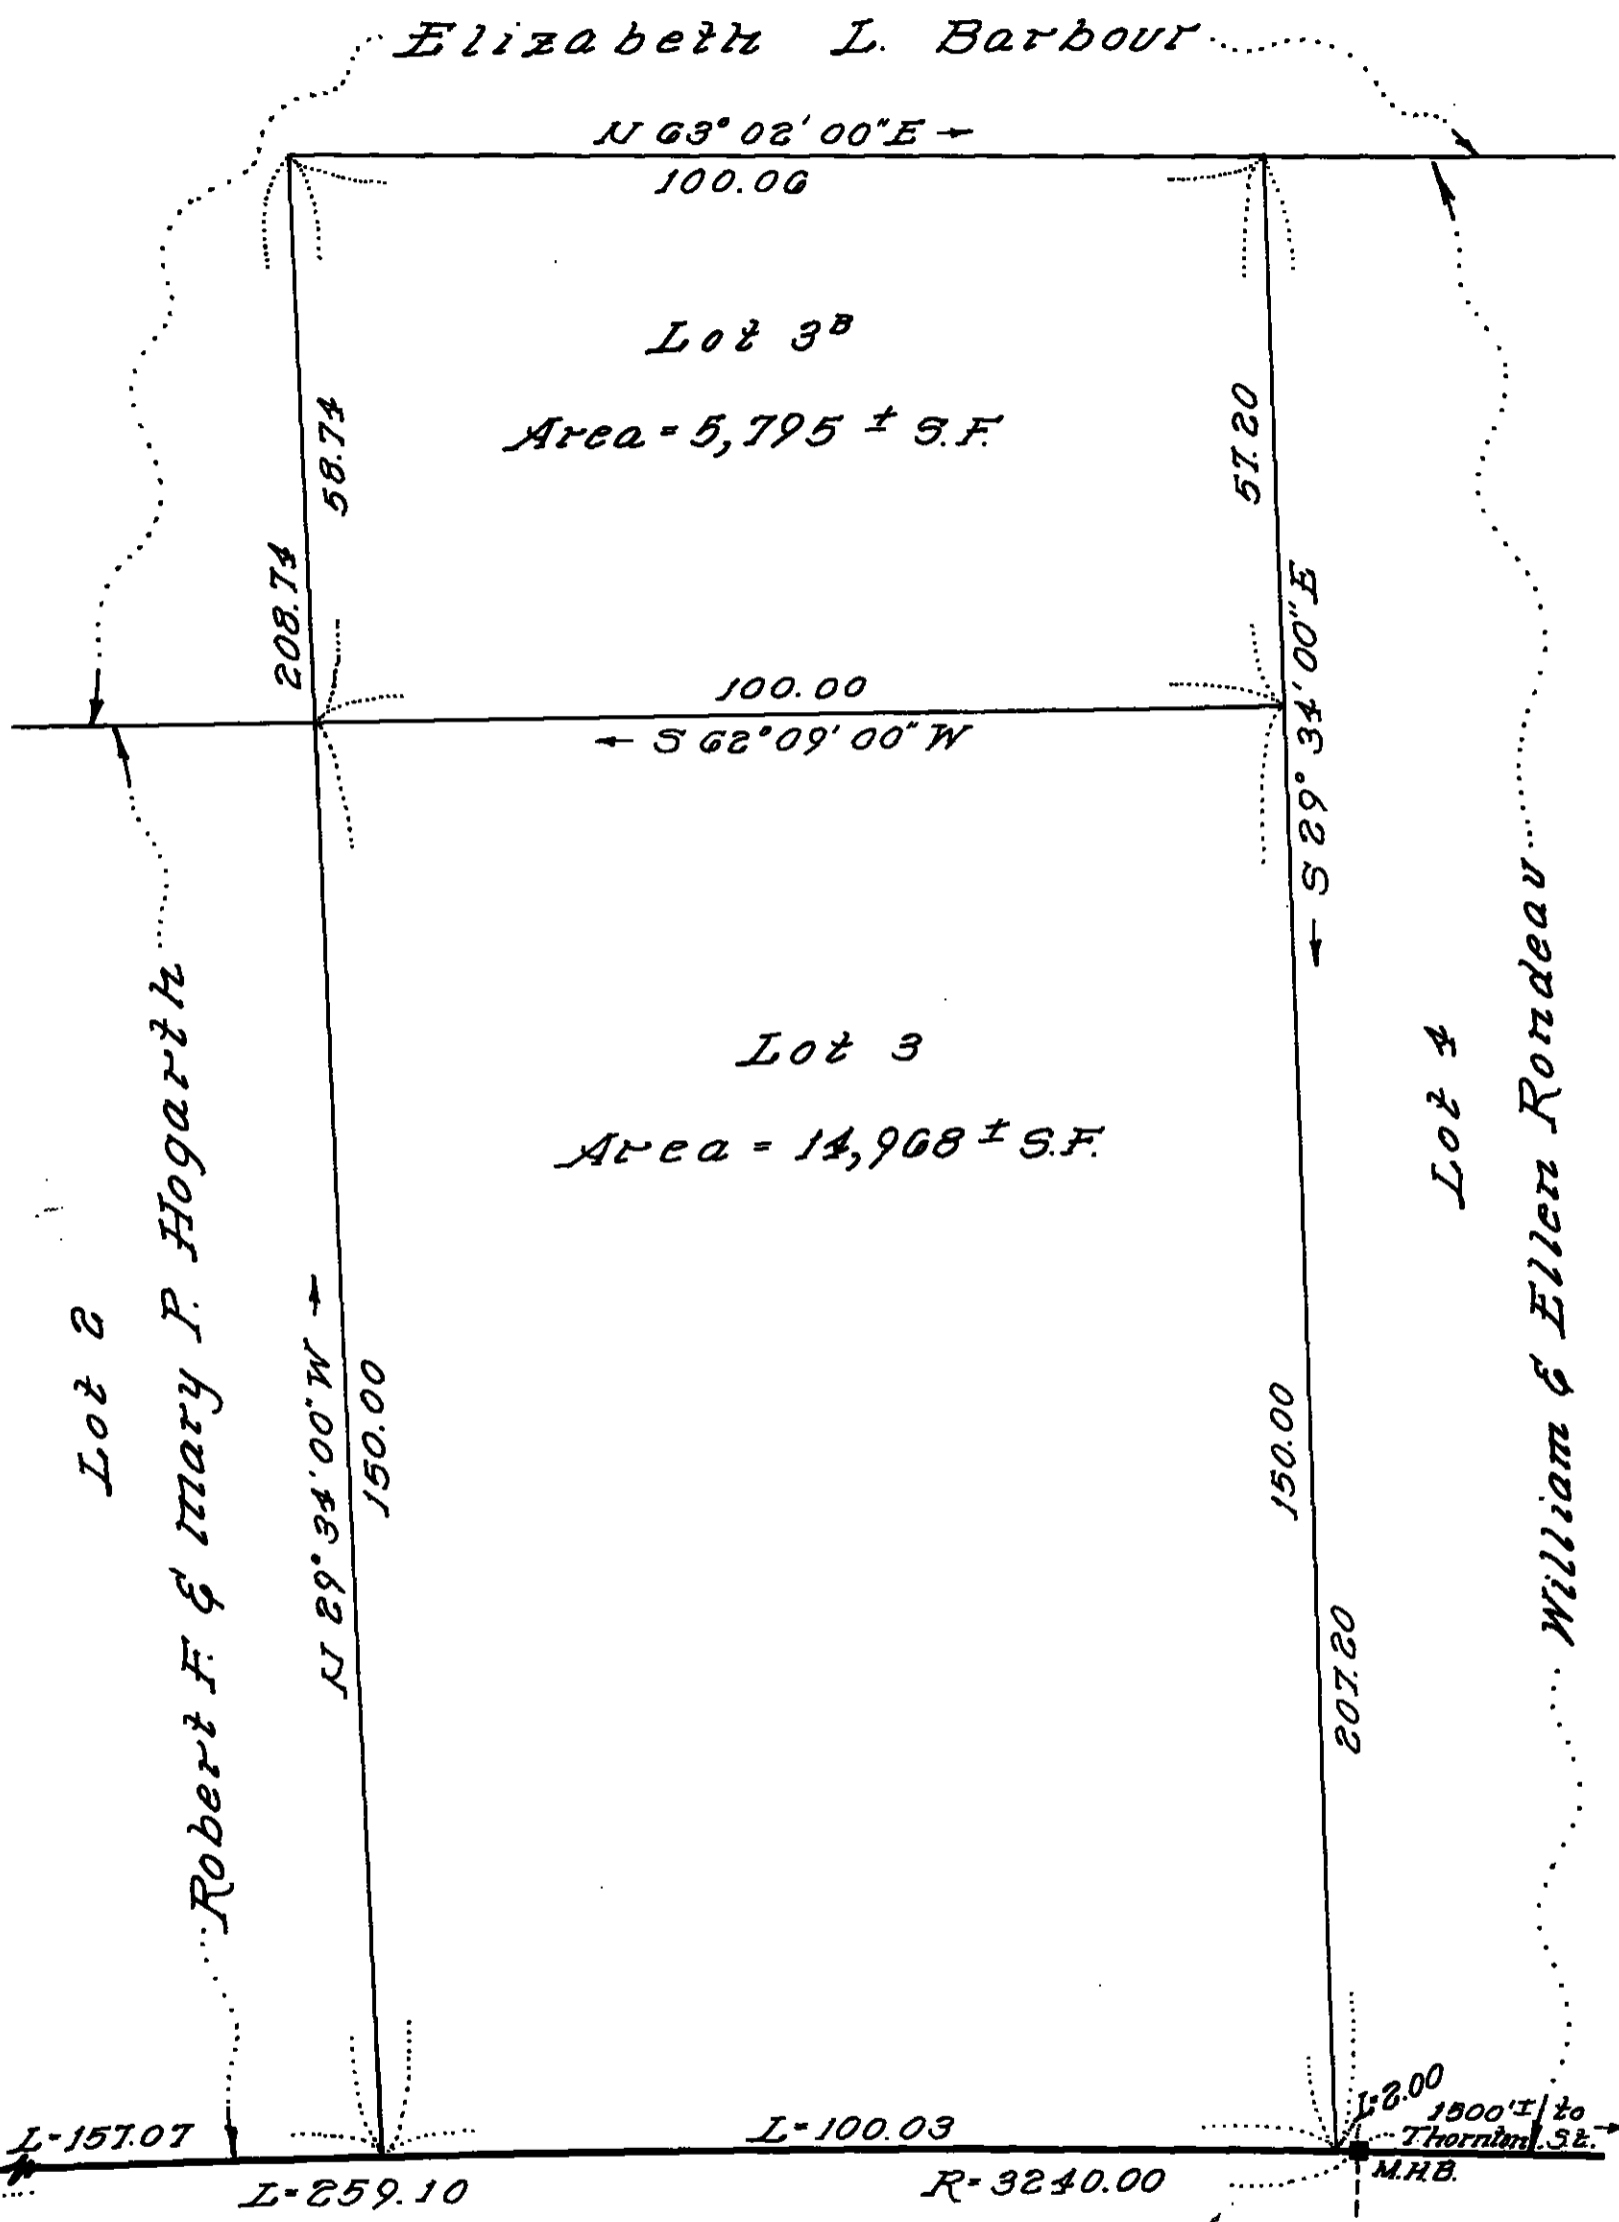 Elizabeth L. Barbour
N 63° 02' 00" E →
100.06
Lot 3ᴮ
Area = 5,795 ± S.F.
58.74
57.20
208.74
100.00
← S 62° 09' 00" W
← S 29° 34' 00" E
Lot 3
Area = 14,968 ± S.F.
Lot 2
Robert F. & Mary P. Hogarth
N 29° 34' 00" W →
150.00
150.00
207.20
Lot 4
William & Ellen Rondeau
L=157.07
L=259.10
L=100.03
R=3240.00
L=2.00
1500'± to
Thornton St. →
M.H.B.